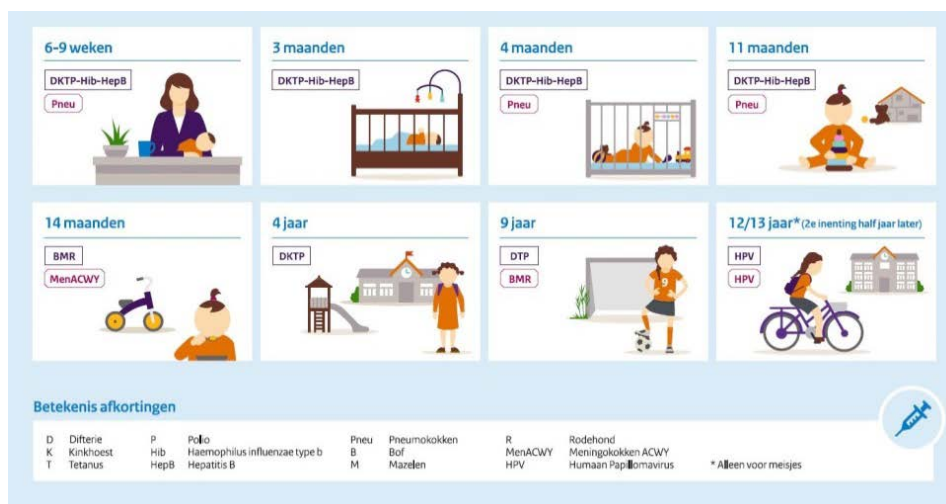 6-9 weken
DKTP-Hib-HepB
Pneu
3 maanden
DKTP-Hib-HepB
4 maanden
DKTP-Hib-HepB
Pneu
11 maanden
DKTP-Hib-HepB
Pneu
14 maanden
BMR
MenACWY
4 jaar
DKTP
9 jaar
DTP
BMR
9
12/13 jaar* (2e inenting half jaar later)
HPV
HPV
Betekenis afkortingen
D Difterie P Polio Pneu Pneumokokken R Rodehond
K Kinkhoest Hib Haemophilus influenzae type b B Bof MenACWY Meningokokken ACWY
T Tetanus HepB Hepatitis B M Mazelen HPV Humaan Papillomavirus * Alleen voor meisjes